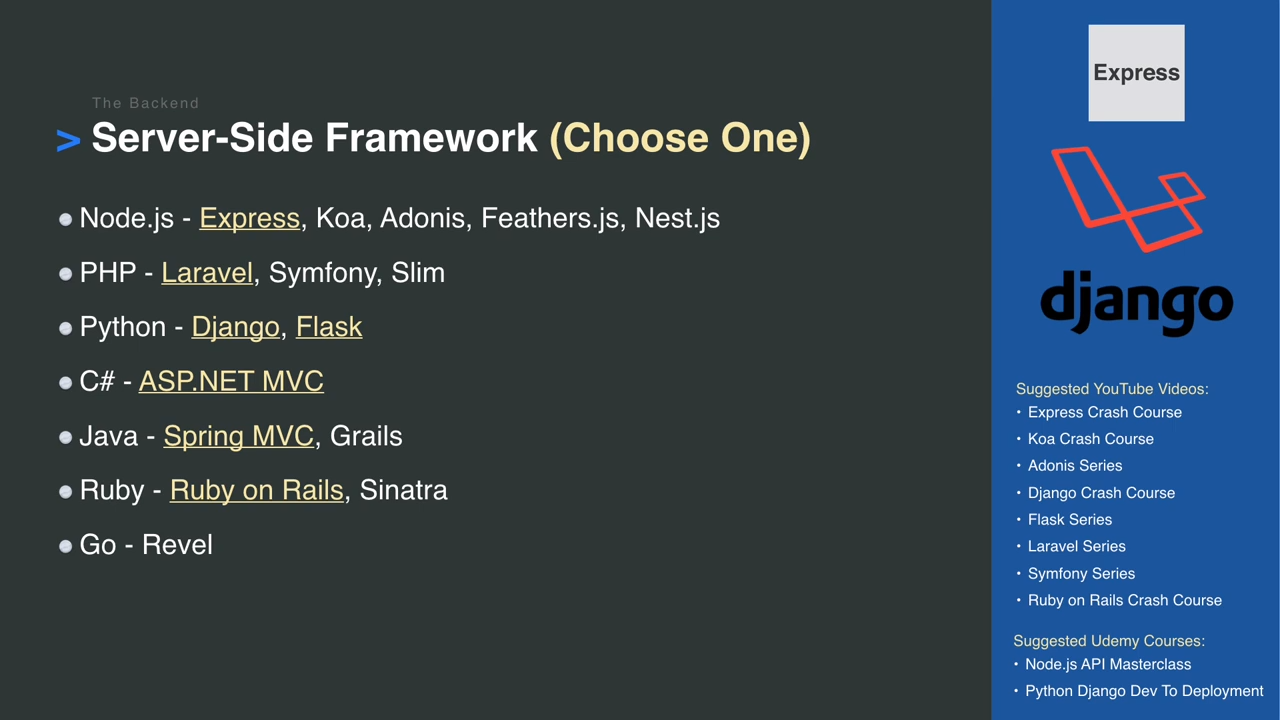 The Backend
> Server-Side Framework (Choose One)
Node.js - Express, Koa, Adonis, Feathers.js, Nest.js
PHP - Laravel, Symfony, Slim
Python - Django, Flask
C# - ASP.NET MVC
Java - Spring MVC, Grails
Ruby - Ruby on Rails, Sinatra
Go - Revel
Express
django
Suggested YouTube Videos:
• Express Crash Course
• Koa Crash Course
• Adonis Series
• Django Crash Course
• Flask Series
• Laravel Series
• Symfony Series
• Ruby on Rails Crash Course
Suggested Udemy Courses:
• Node.js API Masterclass
• Python Django Dev To Deployment